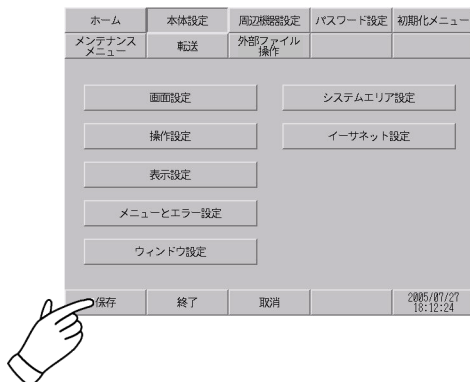 ホーム
本体設定
周辺機器設定
パスワード設定
初期化メニュー
メンテナンス
メニュー
転送
外部ファイル
操作
画面設定
システムエリア設定
操作設定
イーサネット設定
表示設定
メニューとエラー設定
ウィンドウ設定
保存
終了
取消
2005/07/27
18:12:24